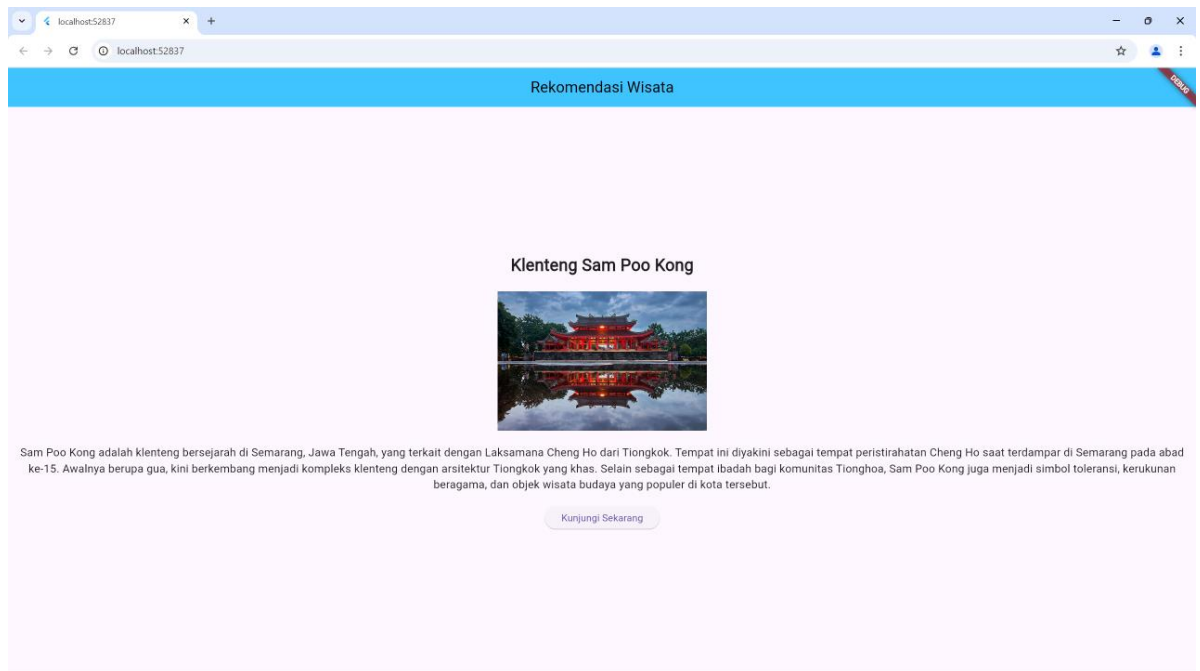 localhost:52837
localhost:52837
Rekomendasi Wisata
DEBUG
Klenteng Sam Poo Kong
Sam Poo Kong adalah klenteng bersejarah di Semarang, Jawa Tengah, yang terkait dengan Laksamana Cheng Ho dari Tiongkok. Tempat ini diyakini sebagai tempat peristirahatan Cheng Ho saat terdampar di Semarang pada abad
ke-15. Awalnya berupa gua, kini berkembang menjadi kompleks klenteng dengan arsitektur Tiongkok yang khas. Selain sebagai tempat ibadah bagi komunitas Tionghoa, Sam Poo Kong juga menjadi simbol toleransi, kerukunan
beragama, dan objek wisata budaya yang populer di kota tersebut.
Kunjungi Sekarang